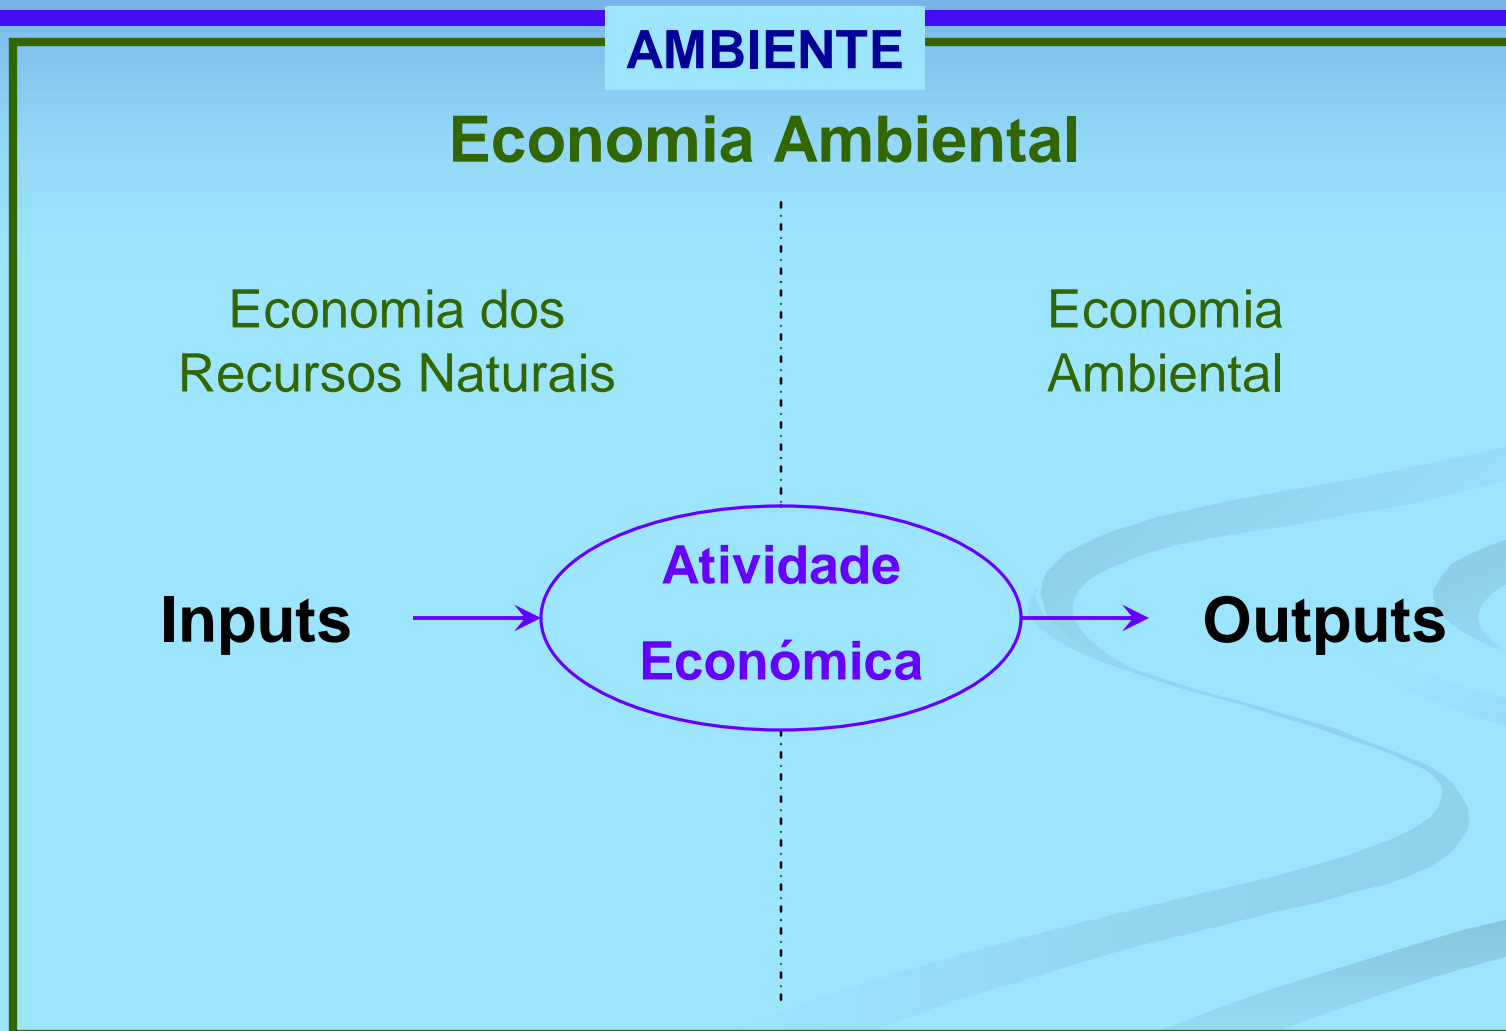 AMBIENTE
Economia Ambiental
Economia dos
Recursos Naturais
Economia
Ambiental
Inputs
Atividade
Económica
Outputs